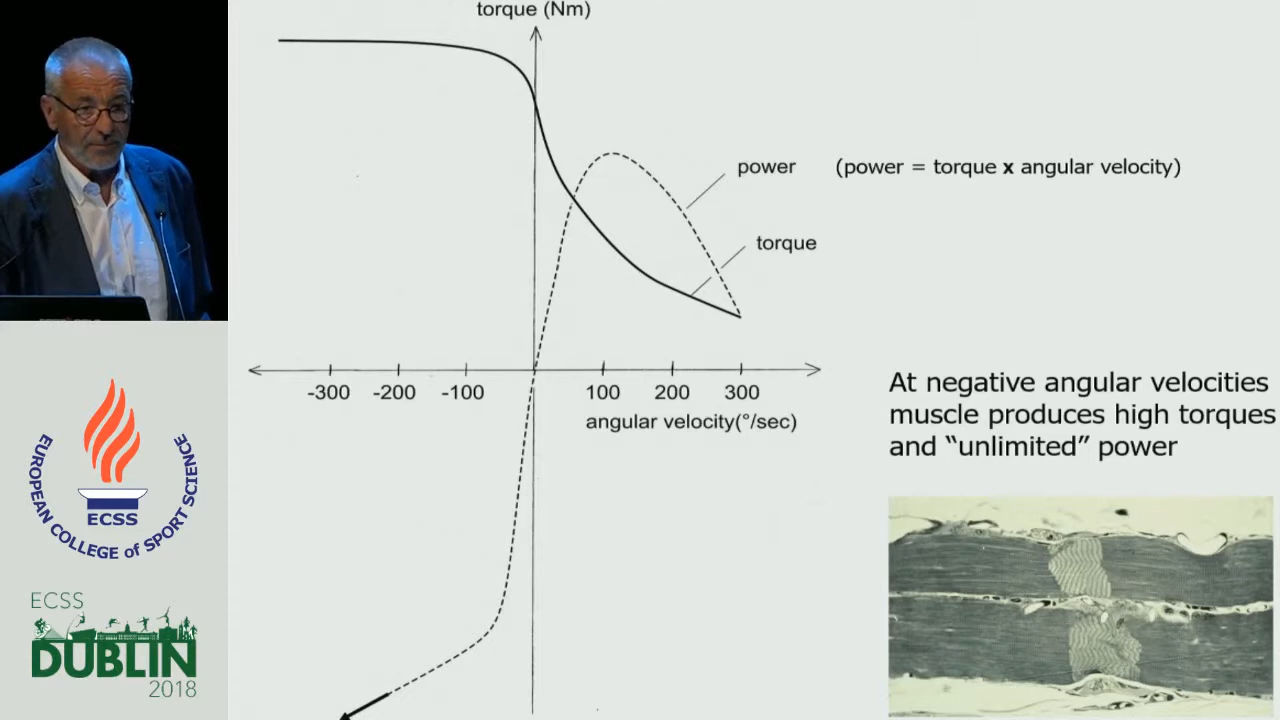 torque (Nm)
power (power = torque x angular velocity)
torque
-300 -200 -100 100 200 300
angular velocity(°/sec)
At negative angular velocities
muscle produces high torques
and “unlimited” power
EUROPEAN COLLEGE of SPORT SCIENCE
ECSS
ECSS
DUBLIN
2018